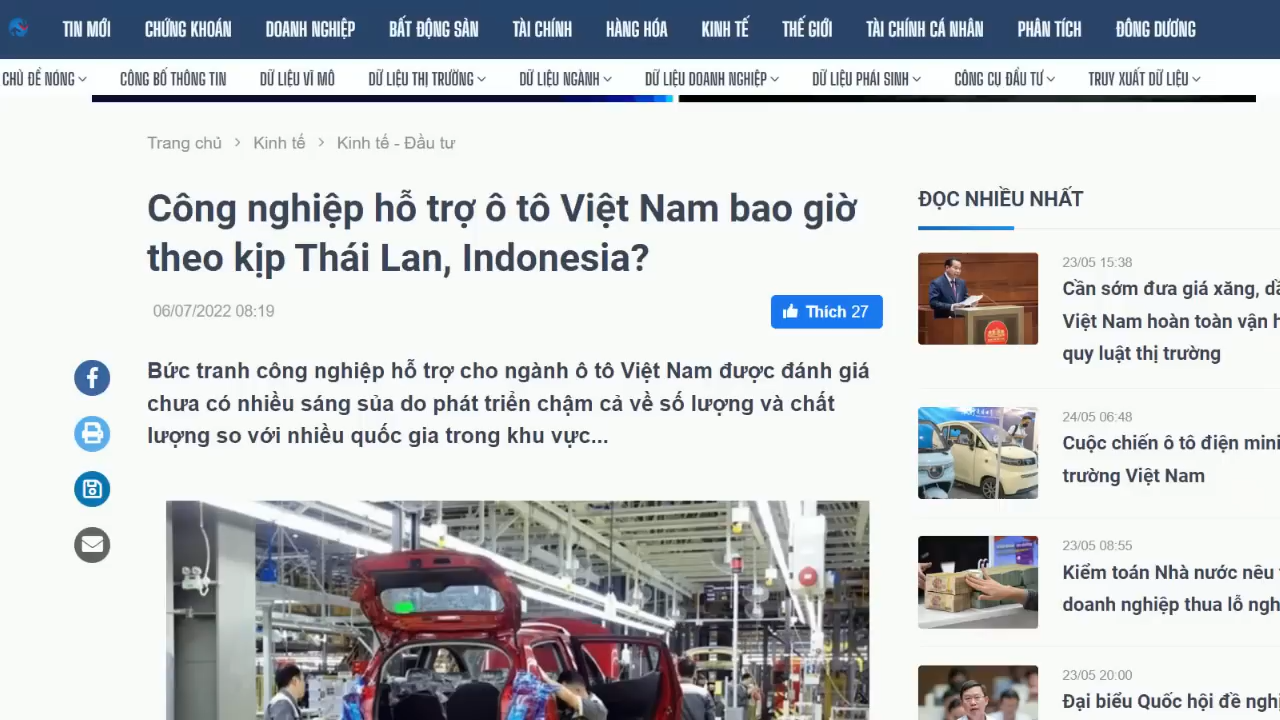 TIN MỚI CHỨNG KHOÁN DOANH NGHIỆP BẤT ĐỘNG SẢN TÀI CHÍNH HÀNG HÓA KINH TẾ THẾ GIỚI TÀI CHÍNH CÁ NHÂN PHÂN TÍCH ĐÔNG DƯƠNG
CHỦ ĐỀ NÓNG CÔNG BỐ THÔNG TIN DỮ LIỆU VĨ MÔ DỮ LIỆU THỊ TRƯỜNG DỮ LIỆU NGÀNH DỮ LIỆU DOANH NGHIỆP DỮ LIỆU PHÁI SINH CÔNG CỤ ĐẦU TƯ TRUY XUẤT DỮ LIỆU
Trang chủ > Kinh tế > Kinh tế - Đầu tư
Công nghiệp hỗ trợ ô tô Việt Nam bao giờ
theo kịp Thái Lan, Indonesia?
06/07/2022 08:19
Thích 27
Bức tranh công nghiệp hỗ trợ cho ngành ô tô Việt Nam được đánh giá
chưa có nhiều sáng sủa do phát triển chậm cả về số lượng và chất
lượng so với nhiều quốc gia trong khu vực...
ĐỌC NHIỀU NHẤT
23/05 15:38
Cần sớm đưa giá xăng,
Việt Nam hoàn toàn vận
quy luật thị trường
24/05 06:48
Cuộc chiến ô tô điện mini
trường Việt Nam
23/05 08:55
Kiểm toán Nhà nước nêu
doanh nghiệp thua lỗ
23/05 20:00
Đại biểu Quốc hội đề